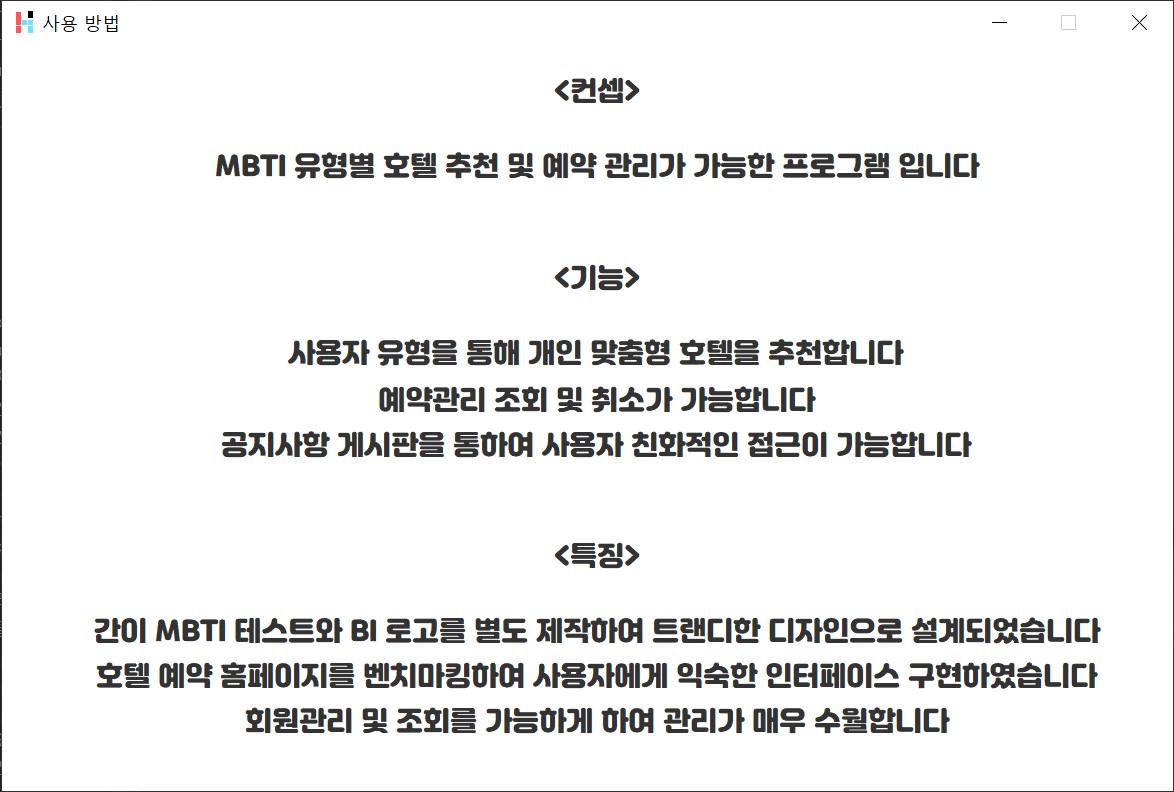 사용 방법
<컨셉>
MBTI 유형별 호텔 추천 및 예약 관리가 가능한 프로그램 입니다
<기능>
사용자 유형을 통해 개인 맞춤형 호텔을 추천합니다
예약관리 조회 및 취소가 가능합니다
공지사항 게시판을 통하여 사용자 친화적인 접근이 가능합니다
<특징>
간이 MBTI 테스트와 BI 로고를 별도 제작하여 트랜디한 디자인으로 설계되었습니다
호텔 예약 홈페이지를 벤치마킹하여 사용자에게 익숙한 인터페이스 구현하였습니다
회원관리 및 조회를 가능하게 하여 관리가 매우 수월합니다